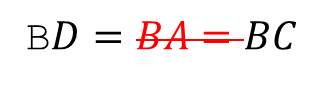 BD = BA = BC